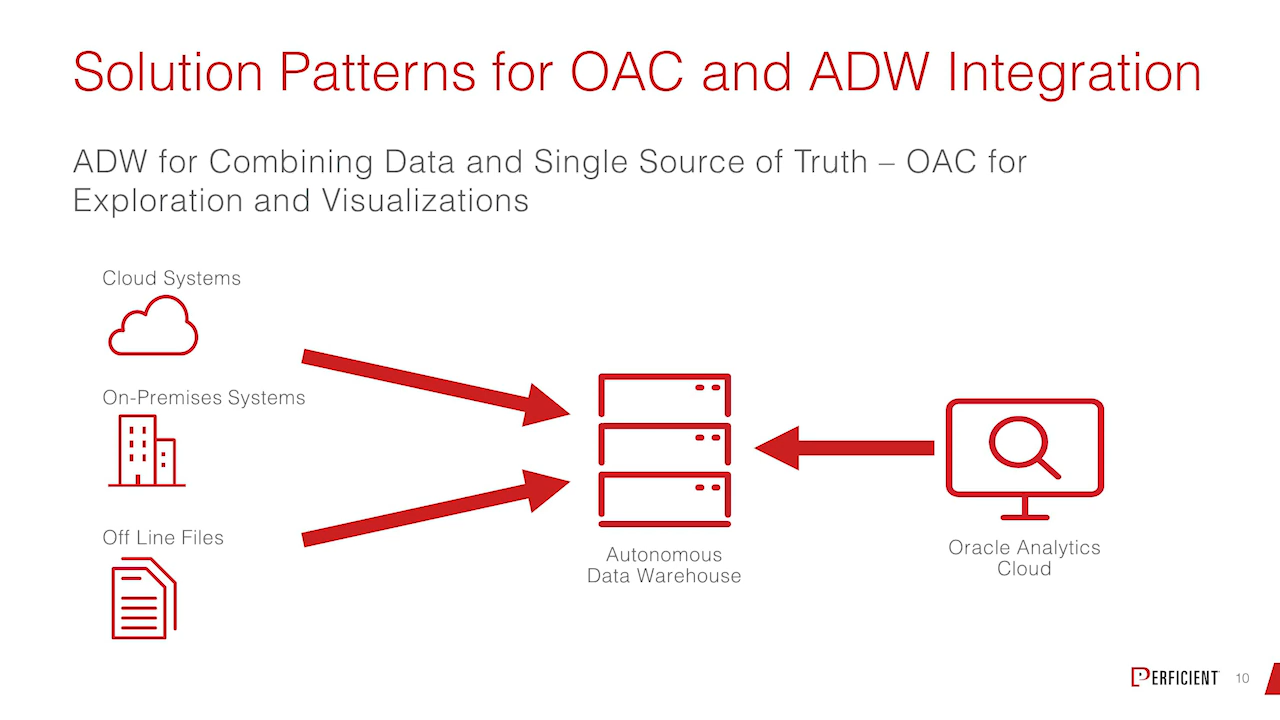 Solution Patterns for OAC and ADW Integration
ADW for Combining Data and Single Source of Truth – OAC for
Exploration and Visualizations
Cloud Systems
On-Premises Systems
Off Line Files
Autonomous
Data Warehouse
Oracle Analytics
Cloud
PERFICIENT
10